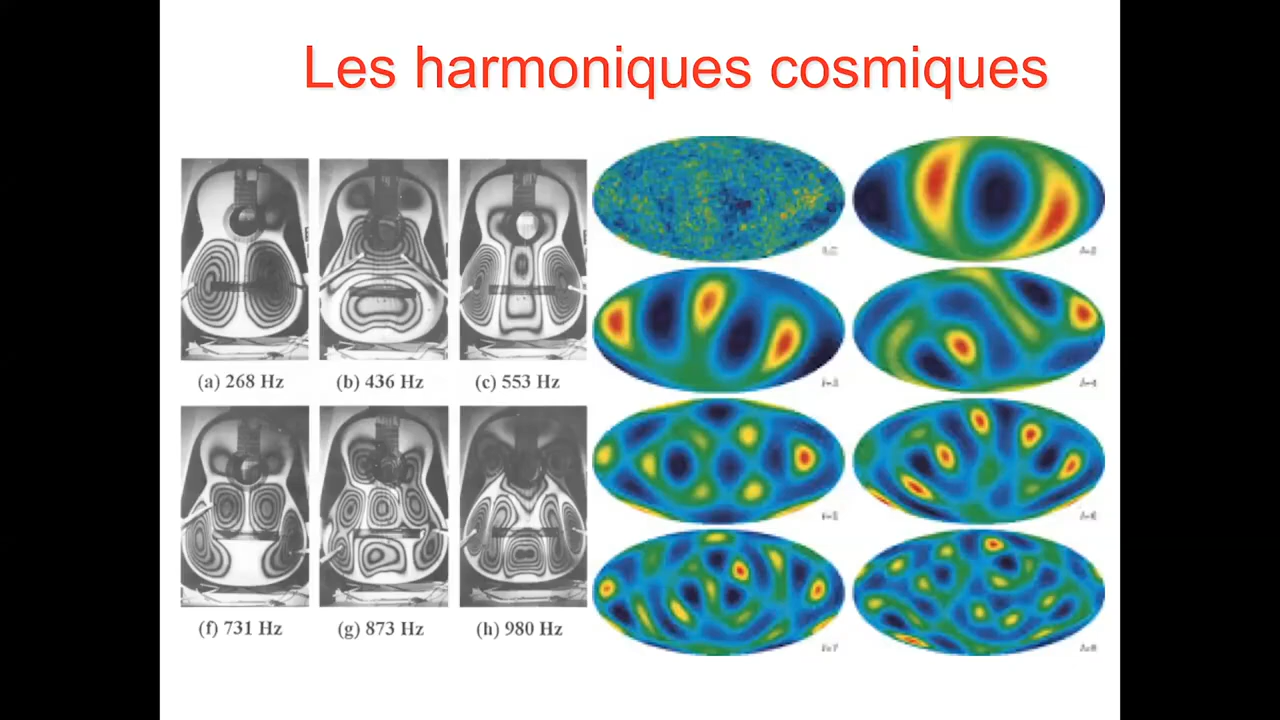 Les harmoniques cosmiques
(a) 268 Hz
(b) 436 Hz
(c) 553 Hz
(f) 731 Hz
(g) 873 Hz
(h) 980 Hz